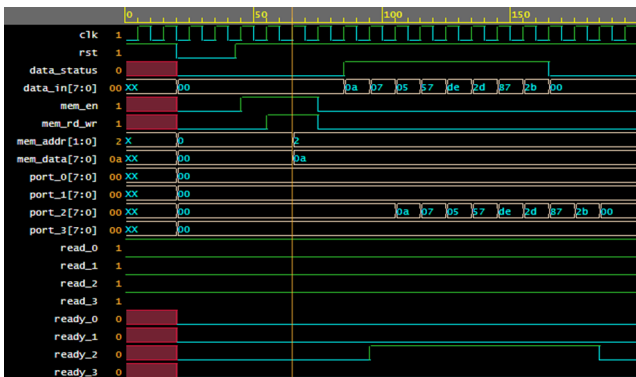 0 50 100 150
clk 1
rst 1
data_status 0
data_in[7:0] 00 XX 00 0a 07 05 57 de 2d 87 2b 00
mem_en 1
mem_rd_wr 1
mem_addr[1:0] 2 X 0 2
mem_data[7:0] 0a XX 00 0a
port_0[7:0] 00 XX 00
port_1[7:0] 00 XX 00
port_2[7:0] 00 XX 00 0a 07 05 57 de 2d 87 2b 00
port_3[7:0] 00 XX 00
read_0 1
read_1 1
read_2 1
read_3 1
ready_0 0
ready_1 0
ready_2 0
ready_3 0